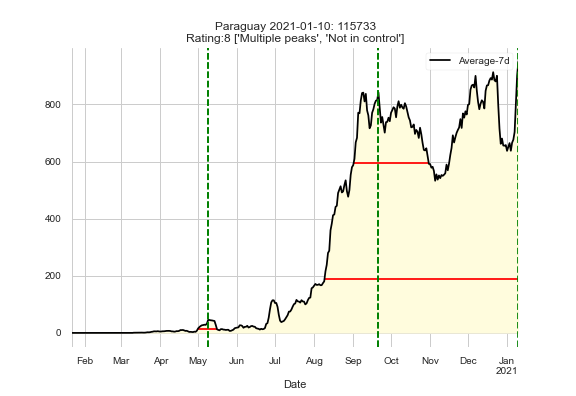 Paraguay 2021-01-10: 115733
Rating:8 ['Multiple peaks', 'Not in control']
Average-7d
800
600
400
200
0
Feb Mar Apr May Jun Jul Aug Sep Oct Nov Dec Jan
2021
Date